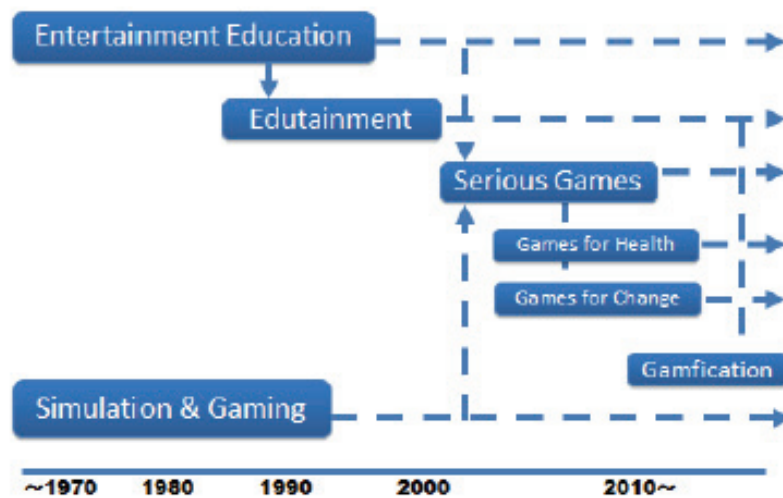 Entertainment Education
Edutainment
Serious Games
Games for Health
Games for Change
Gamfication
Simulation & Gaming
～1970 1980 1990 2000 2010～